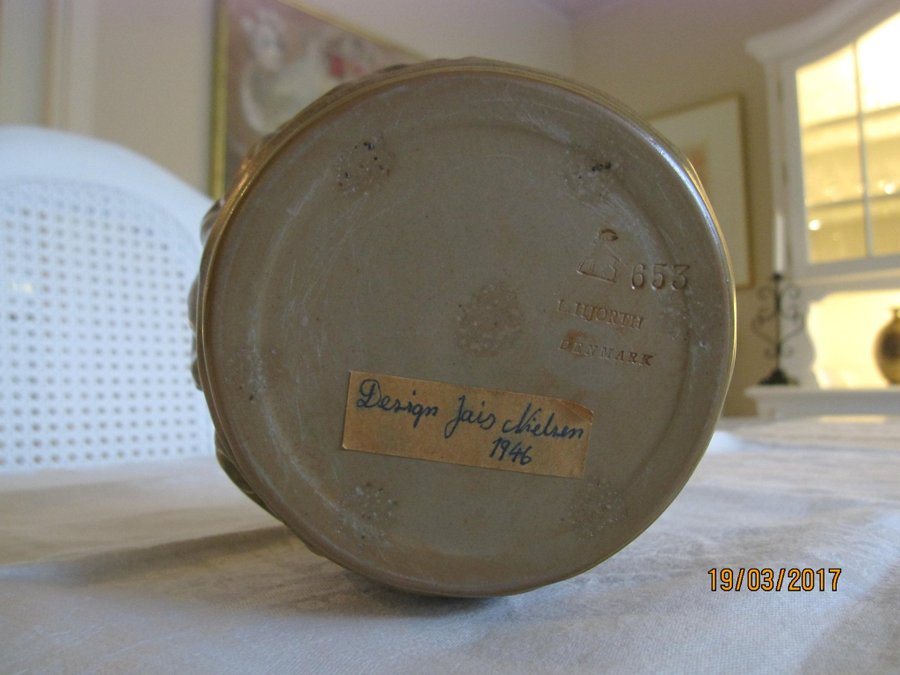 653
L. HJORTH
DENMARK
Design Jais Nielsen
1946
19/03/2017